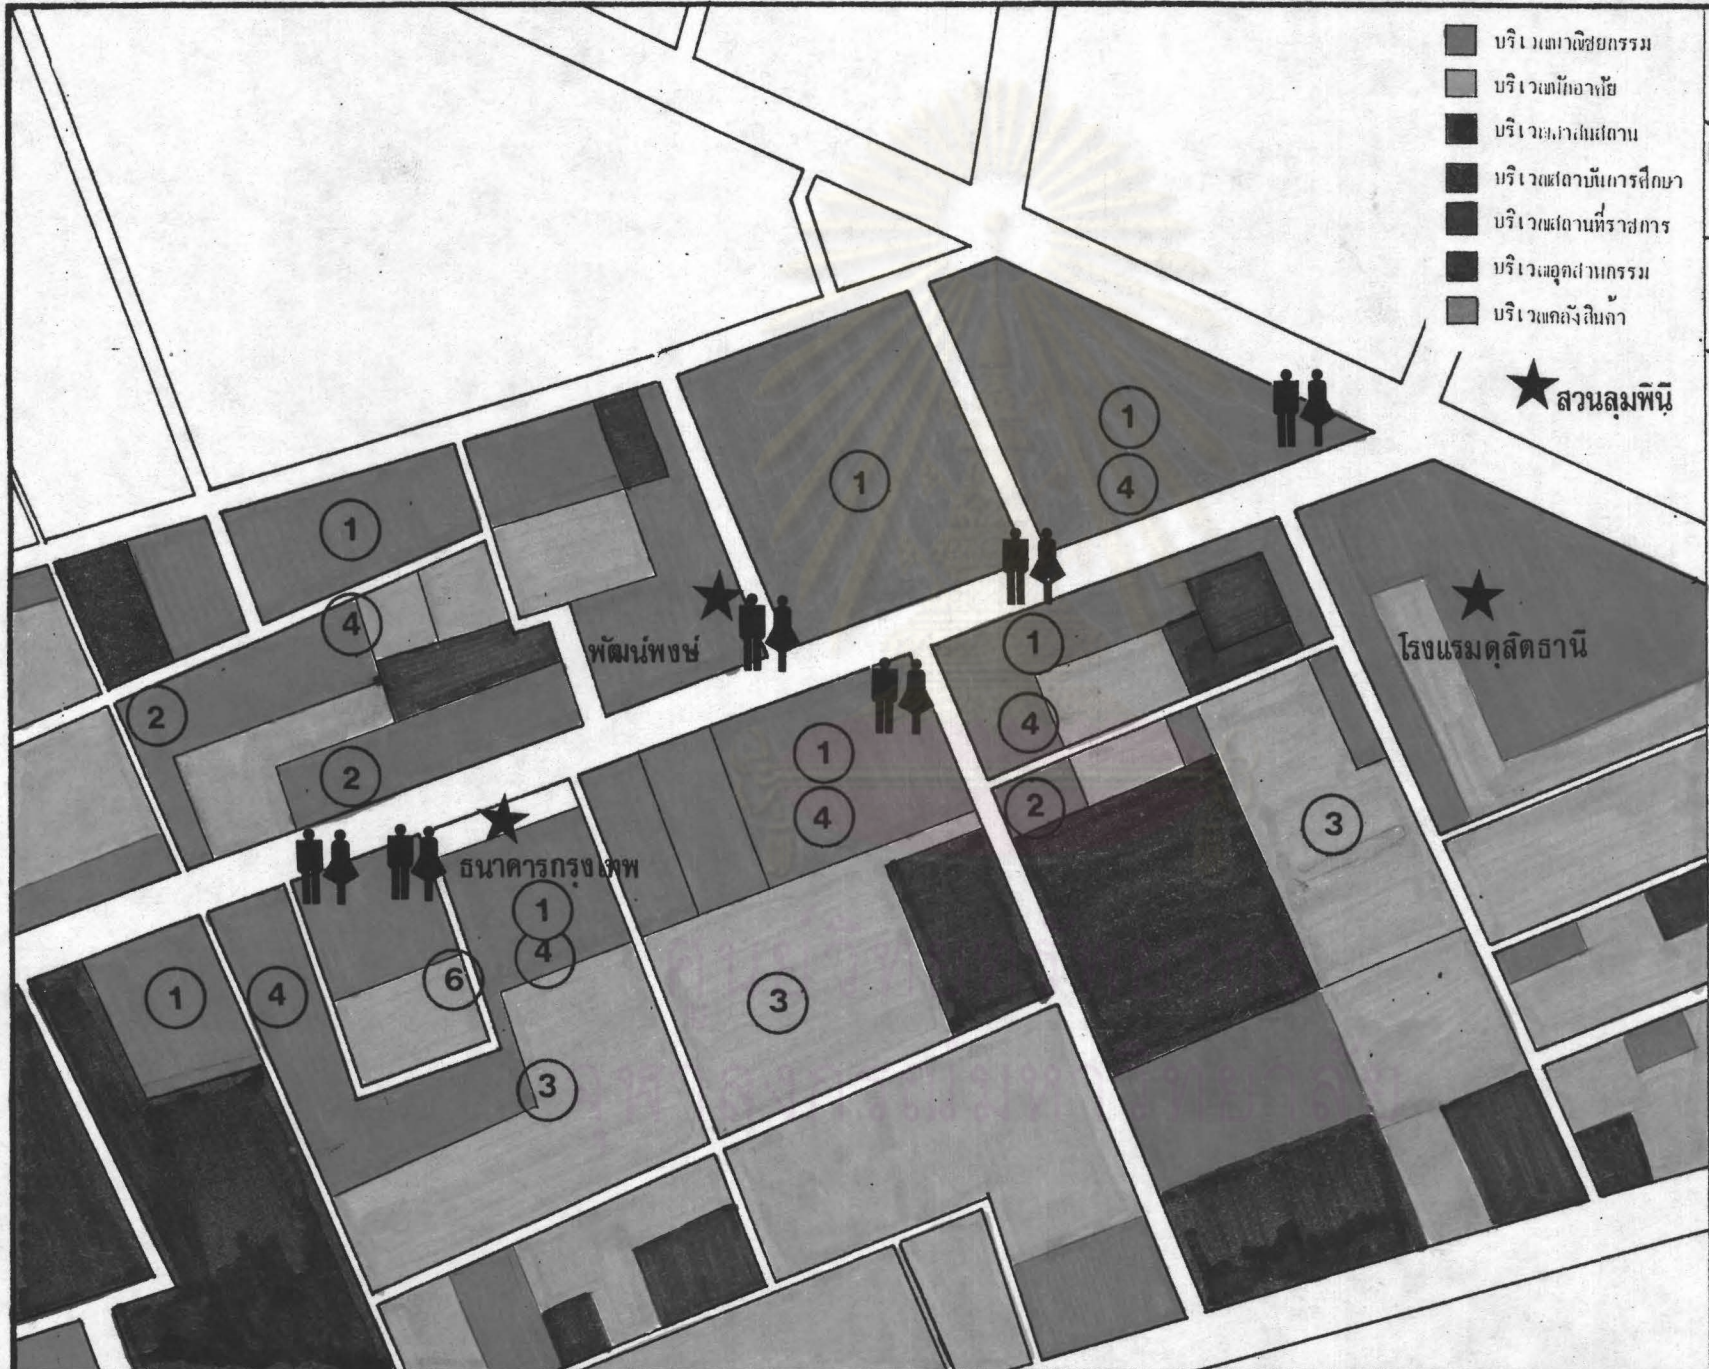 บริเวณพาณิชยกรรม
บริเวณพักอาศัย
บริเวณศาสนสถาน
บริเวณสถาบันการศึกษา
บริเวณสถานที่ราชการ
บริเวณอุตสาหกรรม
บริเวณคลังสินค้า
สวนลุมพินี
1
4
1
1
4
พัฒน์พงษ์
1
โรงแรมดุสิตธานี
2
4
1
2
4
2
3
ธนาคารกรุงเทพ
1
4
6
1
4
3
3